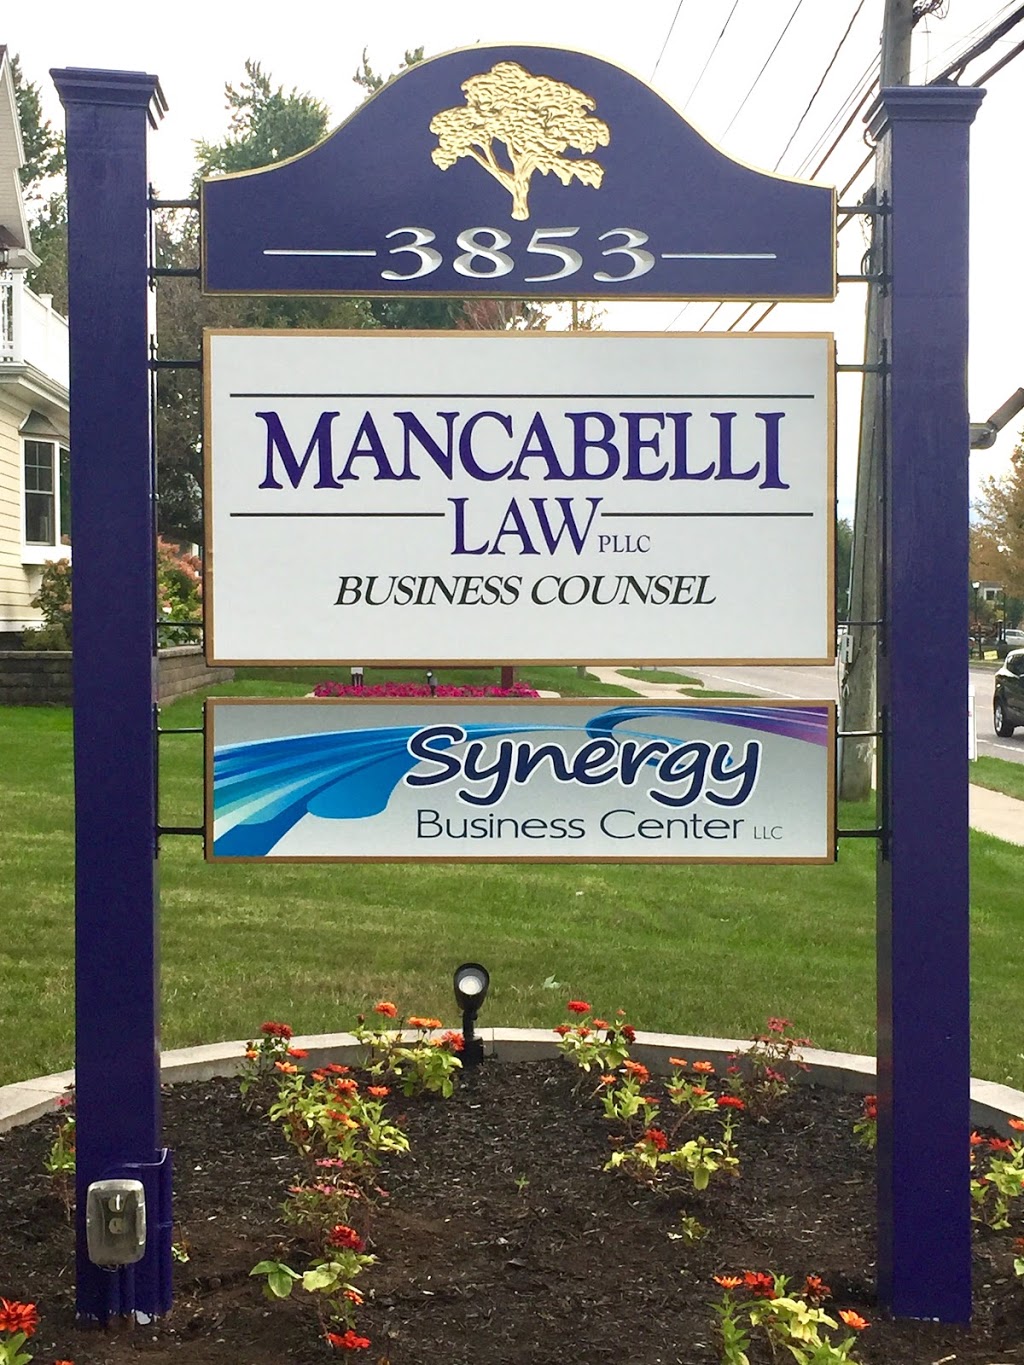 3853
MANCABELLI
LAW PLLC
BUSINESS COUNSEL
Synergy
Business Center LLC